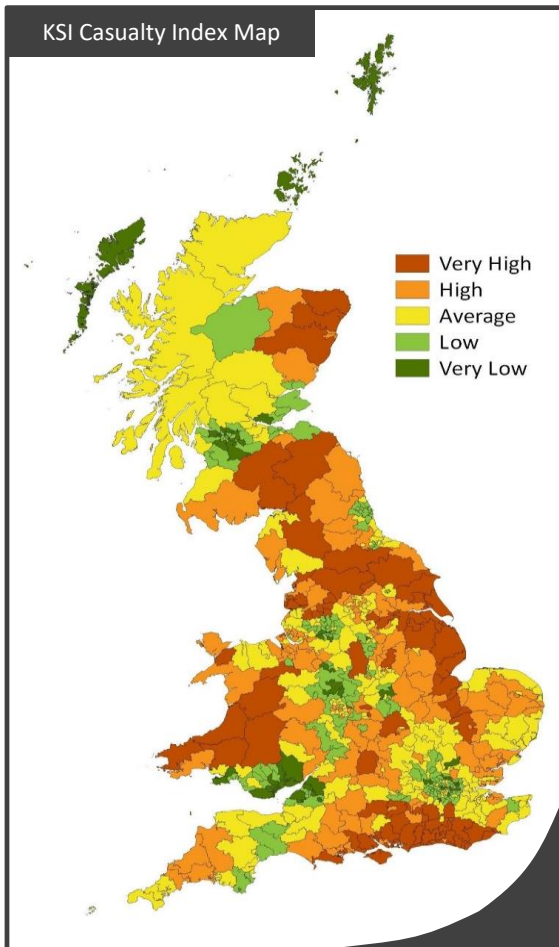 KSI Casualty Index Map
Very High
High
Average
Low
Very Low